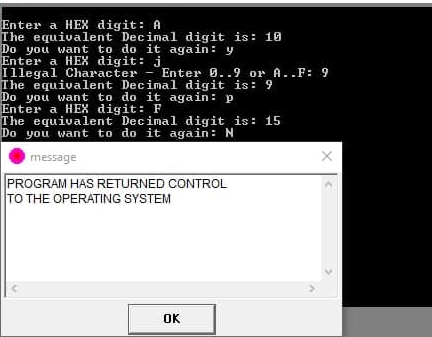 Enter a HEX digit: A
The equivalent Decimal digit is: 10
Do you want to do it again: y
Enter a HEX digit: j
Illegal Character - Enter 0..9 or A..F: 9
The equivalent Decimal digit is: 9
Do you want to do it again: p
Enter a HEX digit: F
The equivalent Decimal digit is: 15
Do you want to do it again: N
message
PROGRAM HAS RETURNED CONTROL
TO THE OPERATING SYSTEM
OK